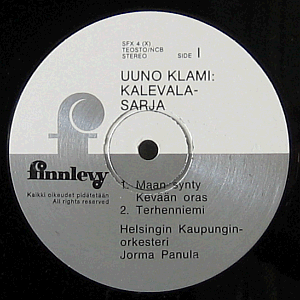 SFX 4 (X)
TEOSTO/NCB
STEREO
SIDE I
UUNO KLAMI:
KALEVALA-
SARJA
finnlevy
Kaikki oikeudet pidätetään
All rights reserved
1. Maan synty
Kevään oras
2. Terhenniemi
Helsingin Kaupungin-
orkesteri
Jorma Panula